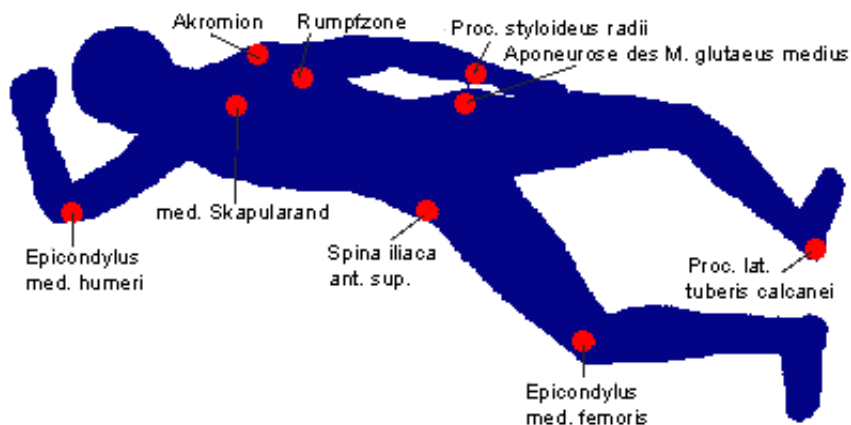 Akromion
Rumpfzone
Proc. styloideus radii
Aponeurose des M. glutaeus medius
med. Skapularand
Epicondylus
med. humeri
Spina iliaca
ant. sup.
Proc. lat.
tuberis calcanei
Epicondylus
med. femoris